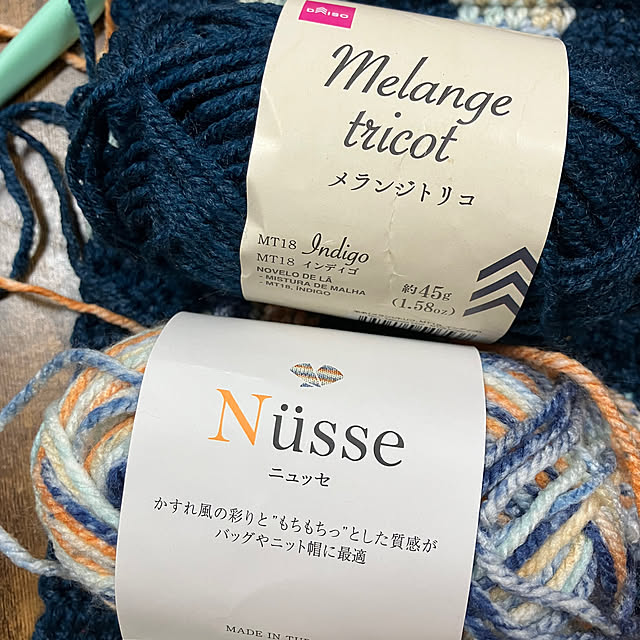 DAISO
Melange
tricot
メランジトリコ
MT18 Indigo
MT18 インディゴ
NOVELO DE LÃ
- MISTURA DE MALHA
- MT18, ÍNDIGO
約45g
(1.58oz)
Nüsse
ニュッセ
かすれ風の彩りと"もちもちっ"とした質感が
バッグやニット帽に最適
MADE IN